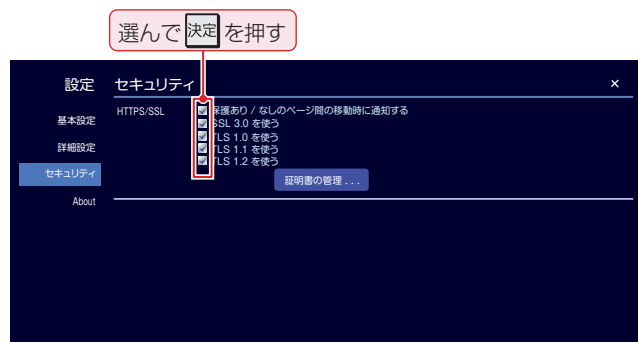 選んで 決定 を押す
設定 セキュリティ ×
HTTPS/SSL 保護あり / なしのページ間の移動時に通知する
基本設定 SSL 3.0 を使う
TLS 1.0 を使う
詳細設定 TLS 1.1 を使う
TLS 1.2 を使う
セキュリティ 証明書の管理 . . .
About